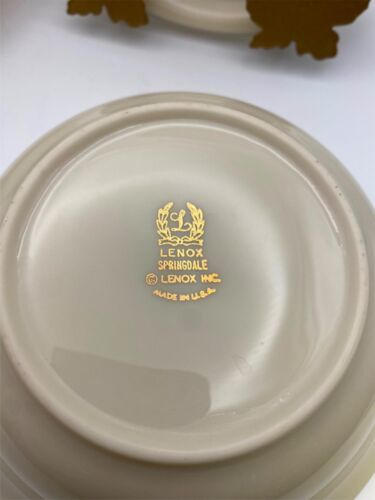 L
LENOX
SPRINGDALE
© LENOX INC.
MADE IN U.S.A.